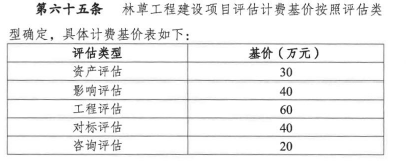 第六十五条 林草工程建设项目评估计费基价按照评估类
型确定，具体计费基价表如下：
评估类型 基价（万元）
资产评估 30
影响评估 40
工程评估 60
对标评估 40
咨询评估 20